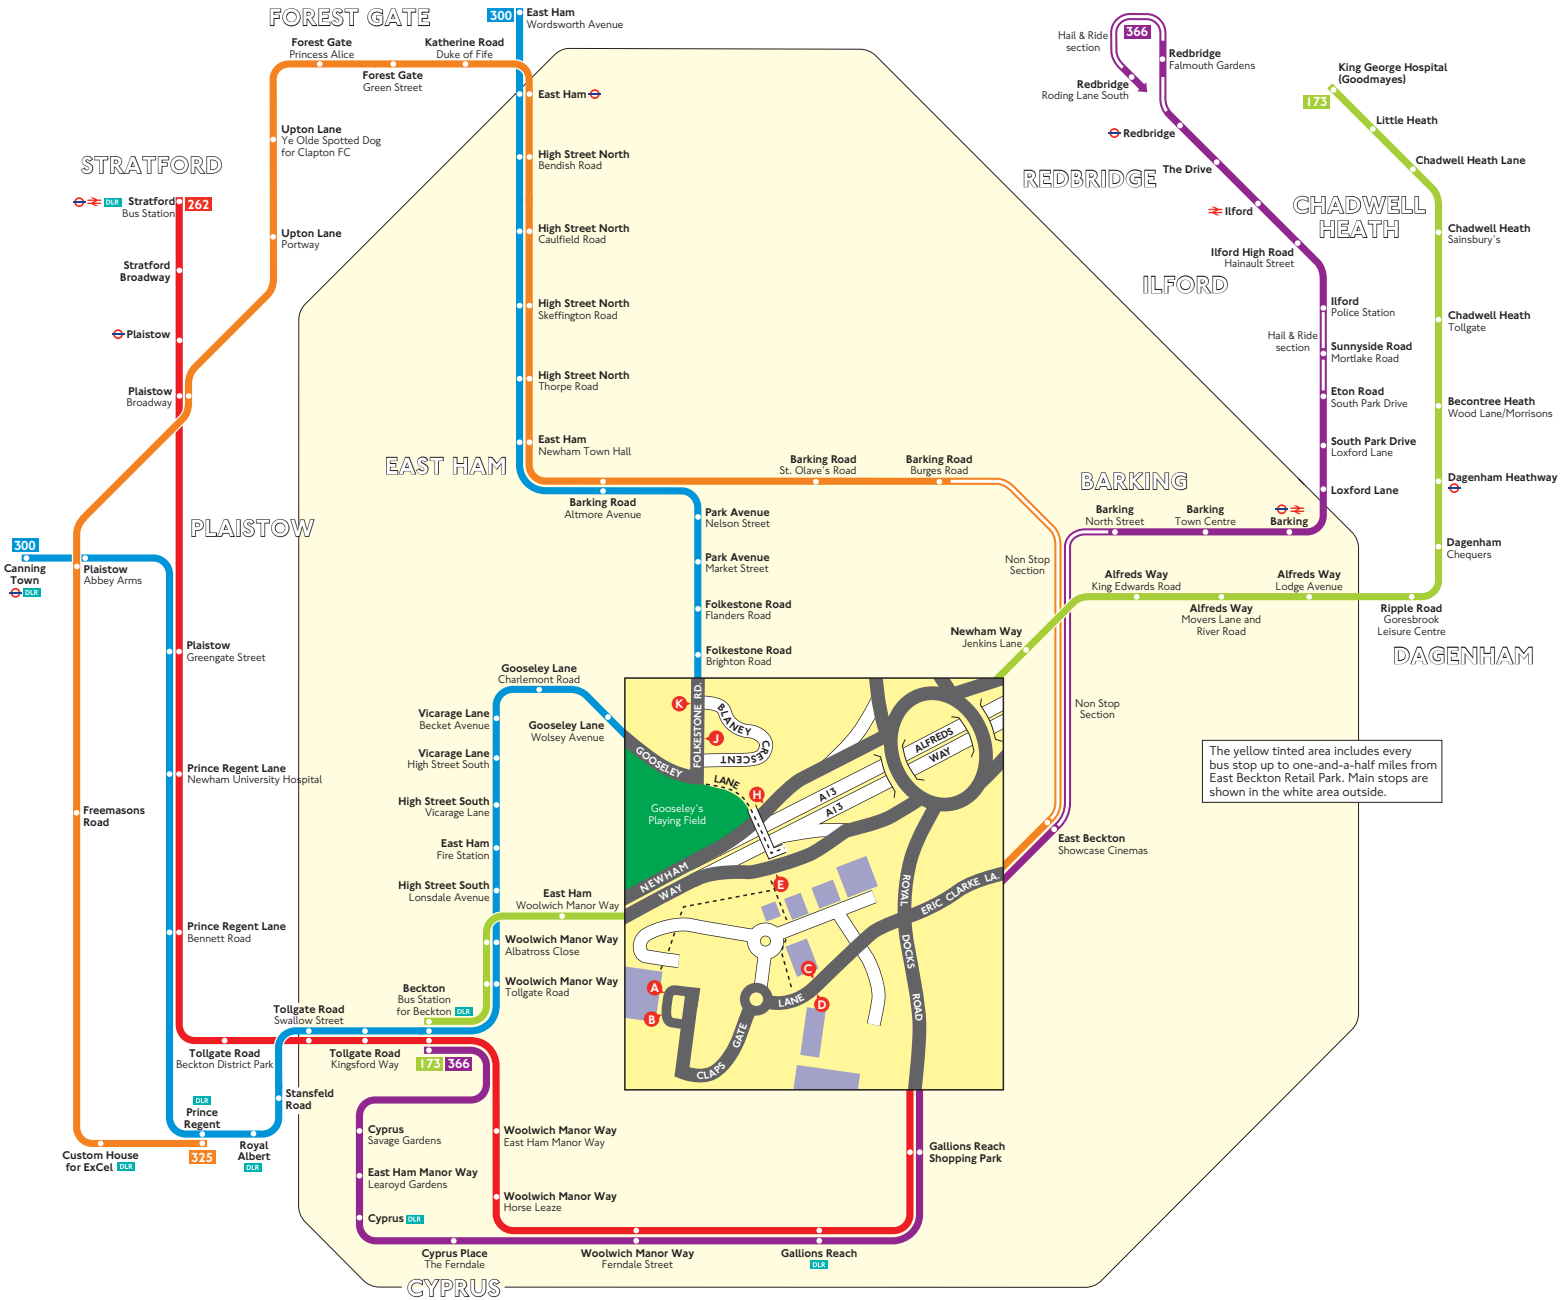 FOREST GATE
300
East Ham
Wordsworth Avenue
Forest Gate
Princess Alice
Katherine Road
Duke of Fife
Forest Gate
Green Street
East Ham
Upton Lane
Ye Olde Spotted Dog
for Clapton FC
High Street North
Bendish Road
STRATFORD
DLR
Stratford
Bus Station
262
Upton Lane
Portway
High Street North
Caulfield Road
Stratford
Broadway
High Street North
Skeffington Road
Plaistow
High Street North
Thorpe Road
Plaistow
Broadway
East Ham
Newham Town Hall
EAST HAM
Hail & Ride
section
366
Redbridge
Falmouth Gardens
Redbridge
Roding Lane South
Redbridge
The Drive
REDBRIDGE
Ilford
Ilford High Road
Hainault Street
ILFORD
King George Hospital
(Goodmayes)
173
Little Heath
Chadwell Heath Lane
CHADWELL
HEATH
Chadwell Heath
Sainsbury's
Ilford
Police Station
Chadwell Heath
Tollgate
Hail & Ride
section
Sunnyside Road
Mortlake Road
Eton Road
South Park Drive
Becontree Heath
Wood Lane/Morrisons
South Park Drive
Loxford Lane
Dagenham Heathway
Loxford Lane
Barking Road
St. Olave's Road
Barking Road
Burges Road
BARKING
Barking
North Street
Barking
Town Centre
Barking
Barking Road
Altmore Avenue
Park Avenue
Nelson Street
PLAISTOW
Dagenham
Chequers
300
Canning
Town
DLR
Plaistow
Abbey Arms
Park Avenue
Market Street
Non Stop
Section
Alfreds Way
King Edwards Road
Alfreds Way
Lodge Avenue
Alfreds Way
Movers Lane and
River Road
Ripple Road
Goresbrook
Leisure Centre
Folkestone Road
Flanders Road
Newham Way
Jenkins Lane
DAGENHAM
Plaistow
Greengate Street
Folkestone Road
Brighton Road
Gooseley Lane
Charlemont Road
Vicarage Lane
Becket Avenue
Gooseley Lane
Wolsey Avenue
Non Stop
Section
Vicarage Lane
High Street South
Prince Regent Lane
Newham University Hospital
High Street South
Vicarage Lane
Freemasons
Road
East Ham
Fire Station
High Street South
Lonsdale Avenue
East Ham
Woolwich Manor Way
Prince Regent Lane
Bennett Road
Woolwich Manor Way
Albatross Close
Woolwich Manor Way
Tollgate Road
Beckton
Bus Station
for Beckton DLR
Tollgate Road
Swallow Street
Tollgate Road
Beckton District Park
Tollgate Road
Kingsford Way
173
366
K
FOLKESTONE RD.
BLANEY
CRESCENT
J
GOOSELEY
LANE
H
Gooseley's
Playing Field
A13
A13
ALFREDS
WAY
NEWHAM
WAY
E
ROYAL
DOCKS
ROAD
ERIC CLARKE LA.
C
D
LANE
A
B
GATE
CLAPS
The yellow tinted area includes every
bus stop up to one-and-a-half miles from
East Beckton Retail Park. Main stops are
shown in the white area outside.
East Beckton
Showcase Cinemas
Stansfeld
Road
DLR
Prince
Regent
325
Royal
Albert
DLR
Custom House
for ExCel DLR
Cyprus
Savage Gardens
East Ham Manor Way
Learoyd Gardens
Cyprus DLR
Woolwich Manor Way
East Ham Manor Way
Woolwich Manor Way
Horse Leaze
Gallions Reach
Shopping Park
Cyprus Place
The Ferndale
Woolwich Manor Way
Ferndale Street
Gallions Reach
DLR
CYPRUS